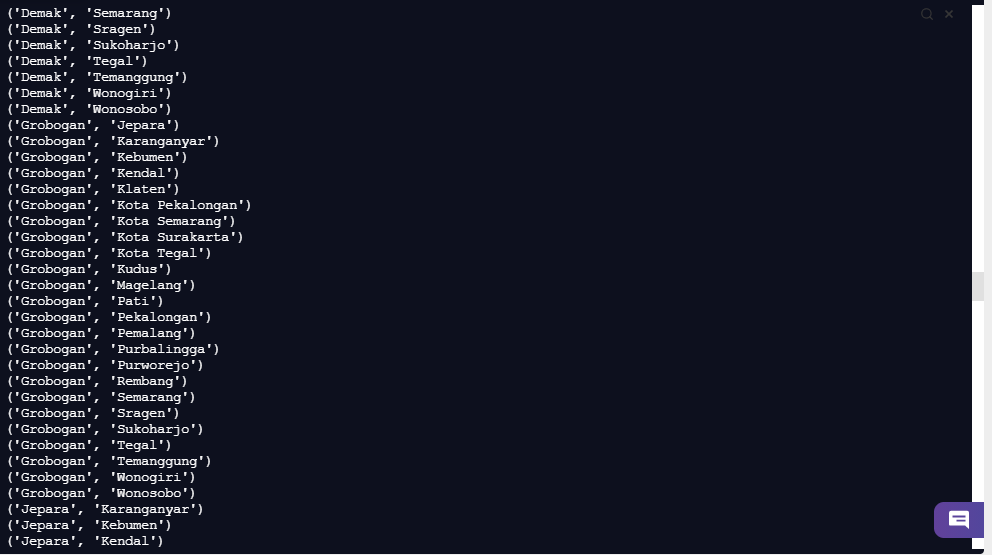 ('Demak', 'Semarang')
('Demak', 'Sragen')
('Demak', 'Sukoharjo')
('Demak', 'Tegal')
('Demak', 'Temanggung')
('Demak', 'Wonogiri')
('Demak', 'Wonosobo')
('Grobogan', 'Jepara')
('Grobogan', 'Karanganyar')
('Grobogan', 'Kebumen')
('Grobogan', 'Kendal')
('Grobogan', 'Klaten')
('Grobogan', 'Kota Pekalongan')
('Grobogan', 'Kota Semarang')
('Grobogan', 'Kota Surakarta')
('Grobogan', 'Kota Tegal')
('Grobogan', 'Kudus')
('Grobogan', 'Magelang')
('Grobogan', 'Pati')
('Grobogan', 'Pekalongan')
('Grobogan', 'Pemalang')
('Grobogan', 'Purbalingga')
('Grobogan', 'Purworejo')
('Grobogan', 'Rembang')
('Grobogan', 'Semarang')
('Grobogan', 'Sragen')
('Grobogan', 'Sukoharjo')
('Grobogan', 'Tegal')
('Grobogan', 'Temanggung')
('Grobogan', 'Wonogiri')
('Grobogan', 'Wonosobo')
('Jepara', 'Karanganyar')
('Jepara', 'Kebumen')
('Jepara', 'Kendal')